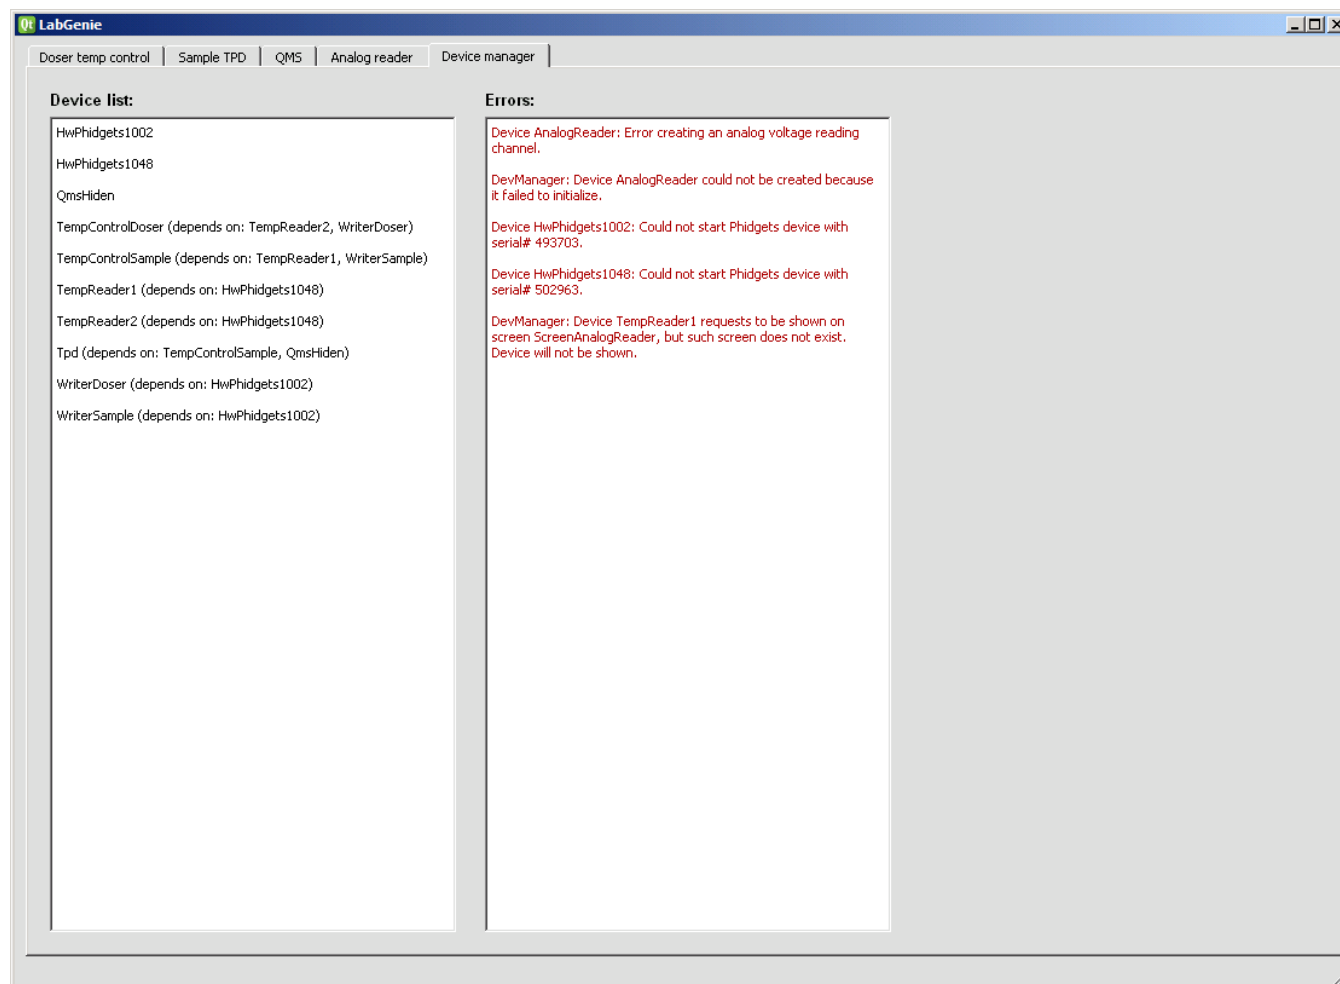 LabGenie
Doser temp control
Sample TPD
QMS
Analog reader
Device manager
Device list:
HwPhidgets1002
HwPhidgets1048
QmsHiden
TempControlDoser (depends on: TempReader2, WriterDoser)
TempControlSample (depends on: TempReader1, WriterSample)
TempReader1 (depends on: HwPhidgets1048)
TempReader2 (depends on: HwPhidgets1048)
Tpd (depends on: TempControlSample, QmsHiden)
WriterDoser (depends on: HwPhidgets1002)
WriterSample (depends on: HwPhidgets1002)
Errors:
Device AnalogReader: Error creating an analog voltage reading
channel.
DevManager: Device AnalogReader could not be created because
it failed to initialize.
Device HwPhidgets1002: Could not start Phidgets device with
serial# 493703.
Device HwPhidgets1048: Could not start Phidgets device with
serial# 502963.
DevManager: Device TempReader1 requests to be shown on
screen ScreenAnalogReader, but such screen does not exist.
Device will not be shown.